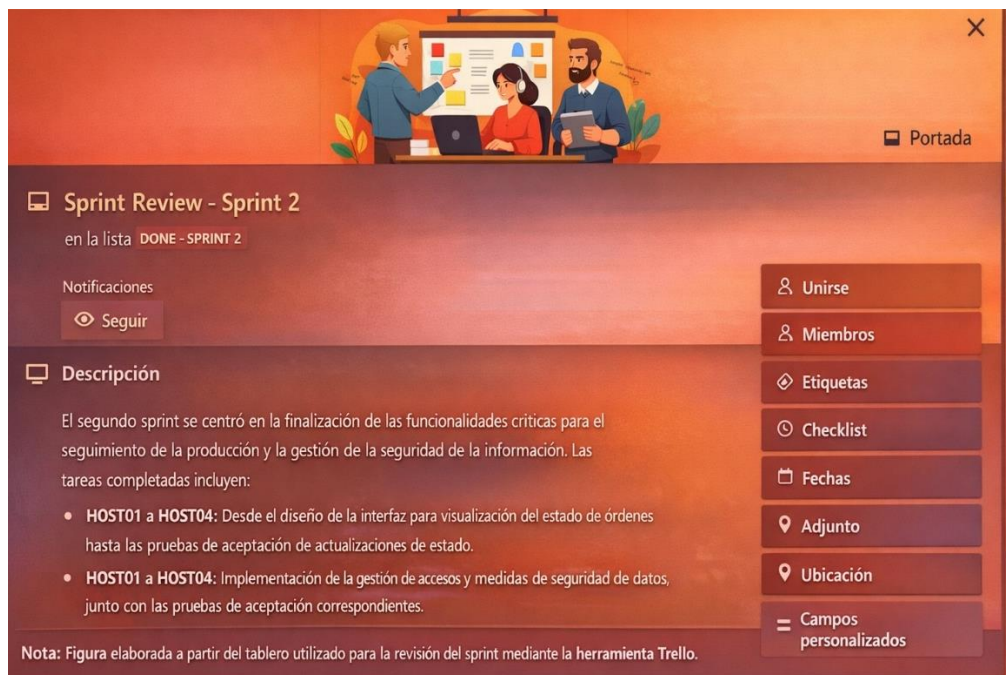 Portada
Sprint Review - Sprint 2
en la lista DONE - SPRINT 2
Notificaciones
Seguir
Unirse
Miembros
Etiquetas
Checklist
Fechas
Adjunto
Ubicación
Campos
personalizados
Descripción
El segundo sprint se centró en la finalización de las funcionalidades criticas para el
seguimiento de la producción y la gestión de la seguridad de la información. Las
tareas completadas incluyen:
• HOST01 a HOST04: Desde el diseño de la interfaz para visualización del estado de órdenes
hasta las pruebas de aceptación de actualizaciones de estado.
• HOST01 a HOST04: Implementación de la gestión de accesos y medidas de seguridad de datos,
junto con las pruebas de aceptación correspondientes.
Nota: Figura elaborada a partir del tablero utilizado para la revisión del sprint mediante la herramienta Trello.